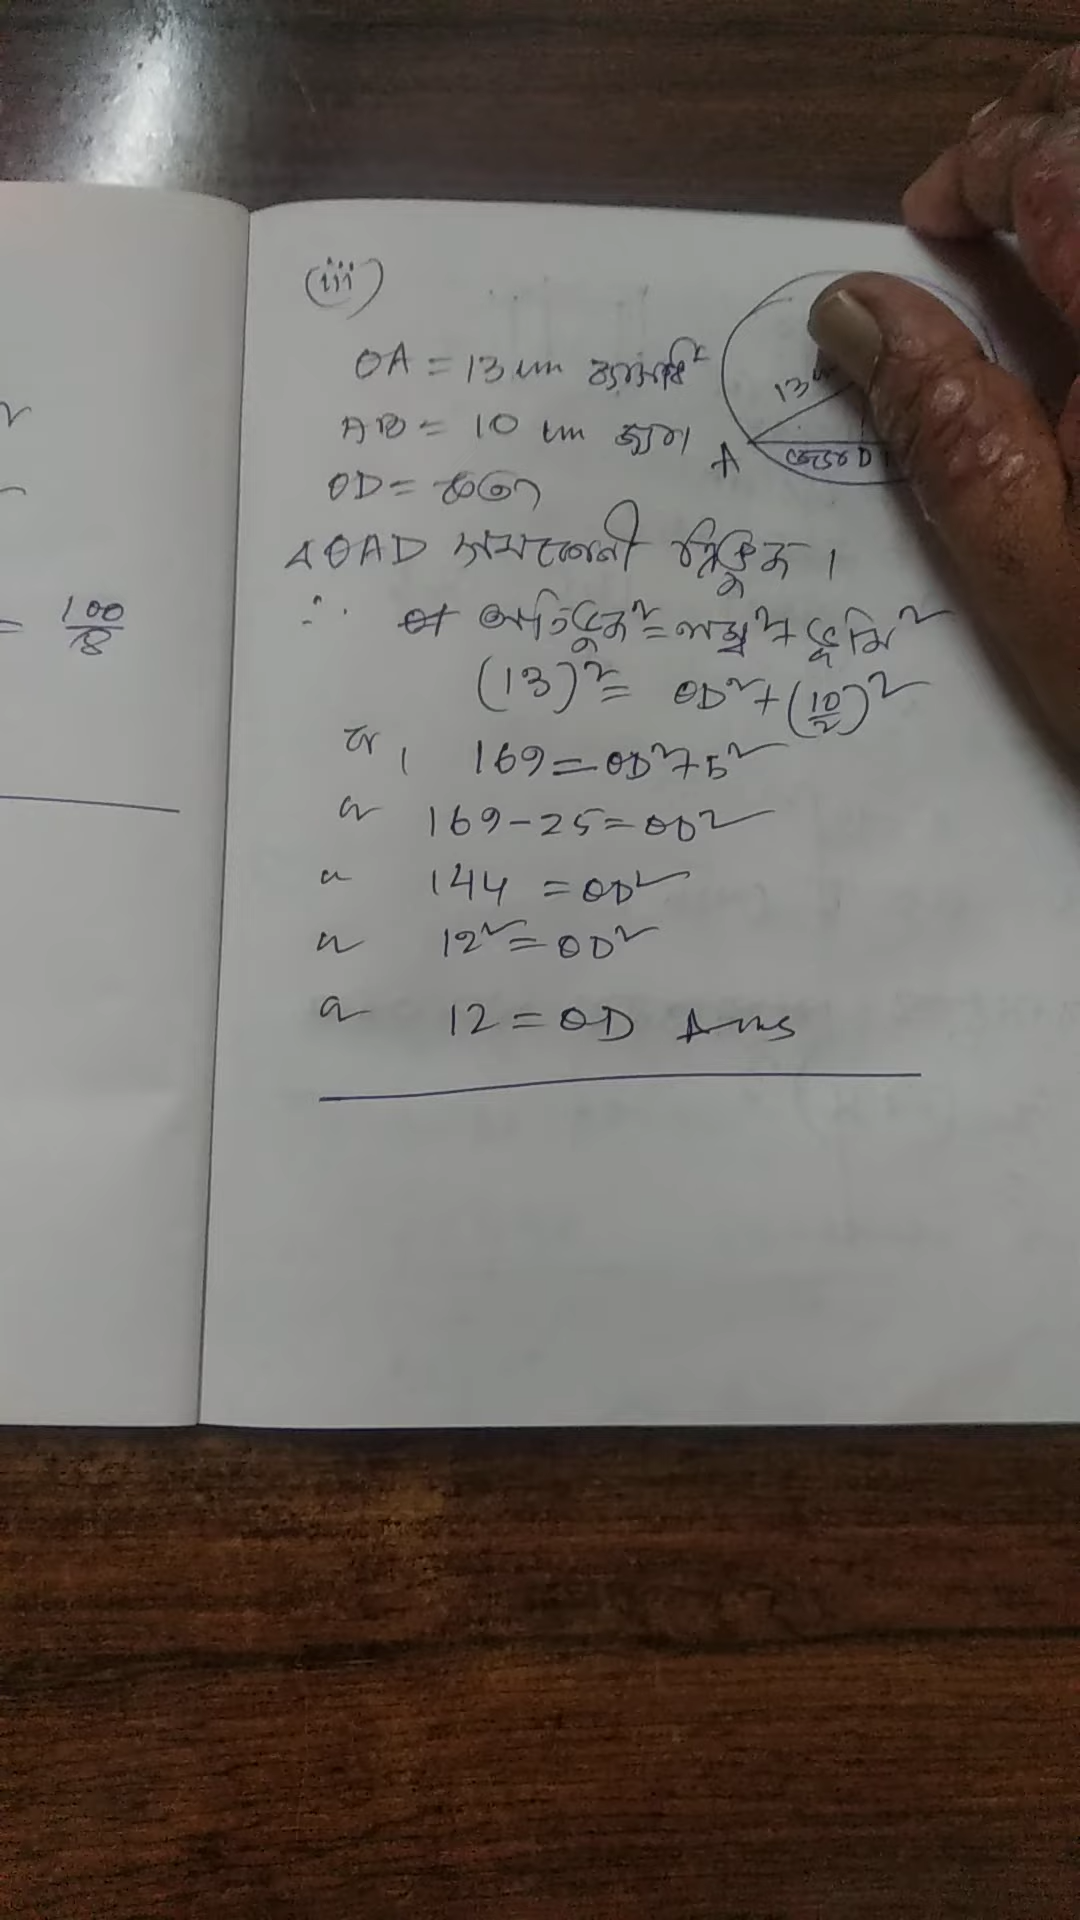 = 100/8
(iii)
OA = 13 cm ব্যাসার্ধ
AB = 10 cm জ্যা
13
A D
OD = কত
△OAD সমকোণী ত্রিভুজ ।
∴ অতিভুজ² = লম্ব² + ভূমি²
(13)² = OD² + (10/2)²
বা, 169 = OD² + 5²
বা 169 - 25 = OD²
বা 144 = OD²
বা 12² = OD²
বা 12 = OD Ans